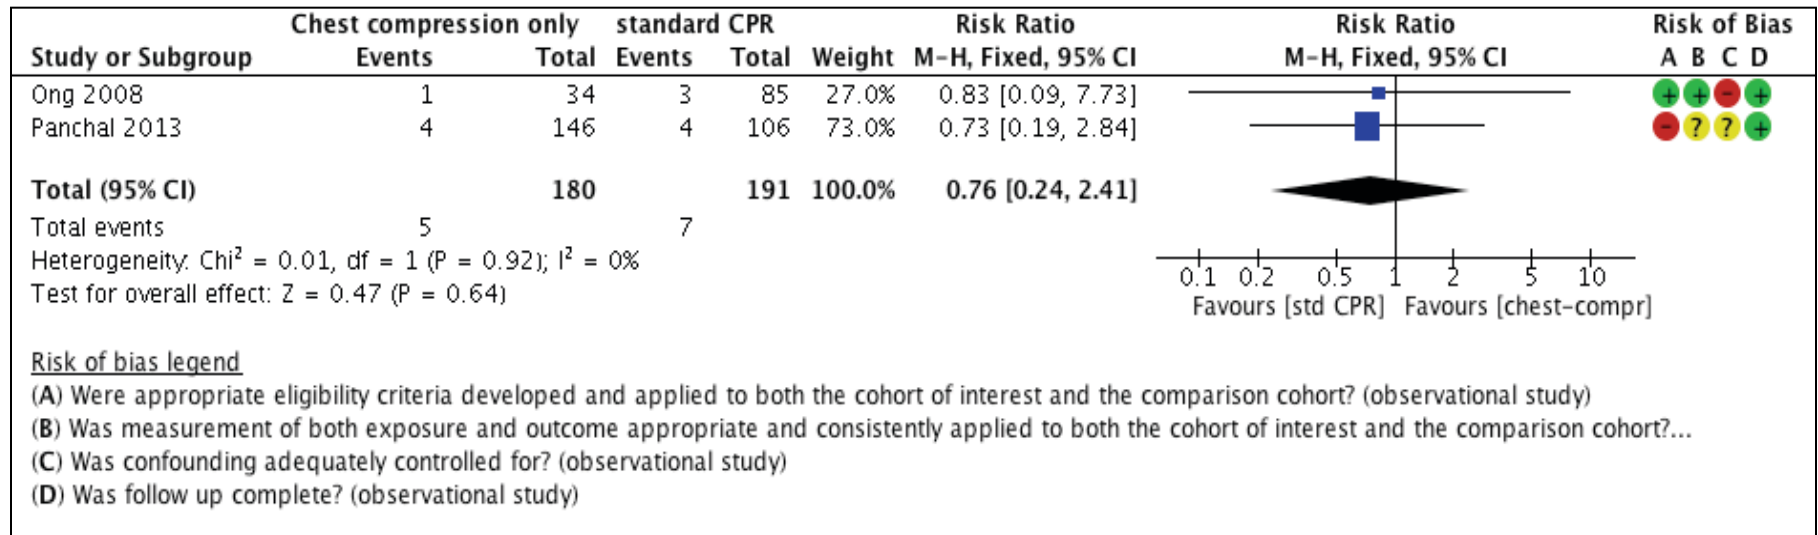 Chest compression only standard CPR Risk Ratio Risk Ratio Risk of Bias
Study or Subgroup Events Total Events Total Weight M-H, Fixed, 95% CI M-H, Fixed, 95% CI A B C D
Ong 2008 1 34 3 85 27.0% 0.83 [0.09, 7.73] + + - +
Panchal 2013 4 146 4 106 73.0% 0.73 [0.19, 2.84] - ? ? +
Total (95% CI) 180 191 100.0% 0.76 [0.24, 2.41]
Total events 5 7
Heterogeneity: Chi² = 0.01, df = 1 (P = 0.92); I² = 0%
Test for overall effect: Z = 0.47 (P = 0.64)
0.1 0.2 0.5 1 2 5 10
Favours [std CPR] Favours [chest-compr]
Risk of bias legend
(A) Were appropriate eligibility criteria developed and applied to both the cohort of interest and the comparison cohort? (observational study)
(B) Was measurement of both exposure and outcome appropriate and consistently applied to both the cohort of interest and the comparison cohort?...
(C) Was confounding adequately controlled for? (observational study)
(D) Was follow up complete? (observational study)